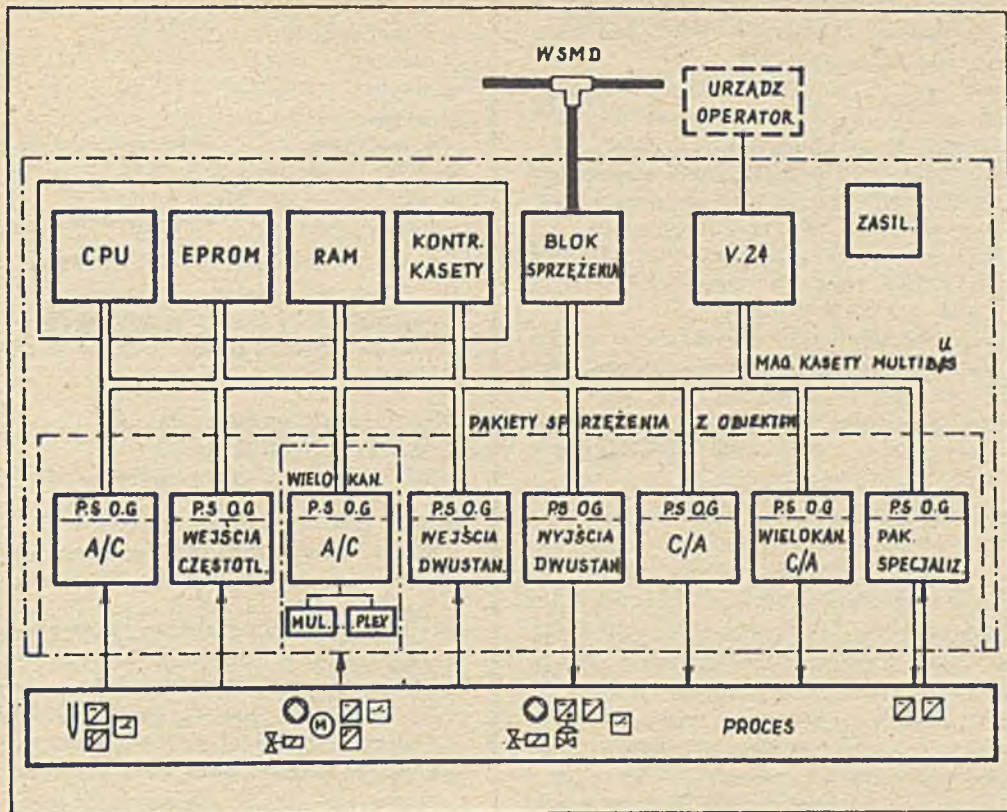 WSMD
URZĄDZ
OPERATOR.
ZASIL.
CPU
EPROM
RAM
KONTR.
KASETY
BLOK
SPRZĘŻENIA
V.24
MAG. KASETY MULTIBUS
PAKIETY SPRZĘŻENIA Z OBIEKTEM
WIELOKAN.
P.S O.G
A/C
P.S O.G
WEJŚCIA
CZĘSTOTL.
P.S O.G
A/C
MUL. . PLEX
P.S O.G
WEJŚCIA
DWUSTAN.
P.S O.G
WYJŚCIA
DWUSTAN
P.S O.G
C/A
P.S O.G
WIELOKAN.
C/A
P.S O.G
PAK.
SPECJALIZ.
M
PROCES